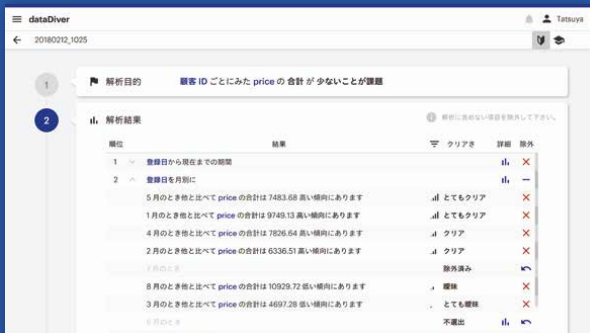 dataDiver
Tatsuya
20180212_1025
1
解析目的
顧客 ID ごとにみた price の 合計 が 少ないことが課題
2
解析結果
解析に含めない項目を除外して下さい。
順位 結果 クリアさ 詳細 除外
1 登録日から現在までの期間
2 登録日を月別に
5月のとき他と比べて price の合計は 7483.68 高い傾向にあります とてもクリア
1月のとき他と比べて price の合計は 9749.13 高い傾向にあります とてもクリア
4月のとき他と比べて price の合計は 7826.64 高い傾向にあります クリア
2月のとき他と比べて price の合計は 6336.51 高い傾向にあります クリア
月のとき 除外済み
8月のとき他と比べて price の合計は 10929.72 低い傾向にあります 曖昧
3月のとき他と比べて price の合計は 4697.28 低い傾向にあります とても曖昧
月のとき 不選出